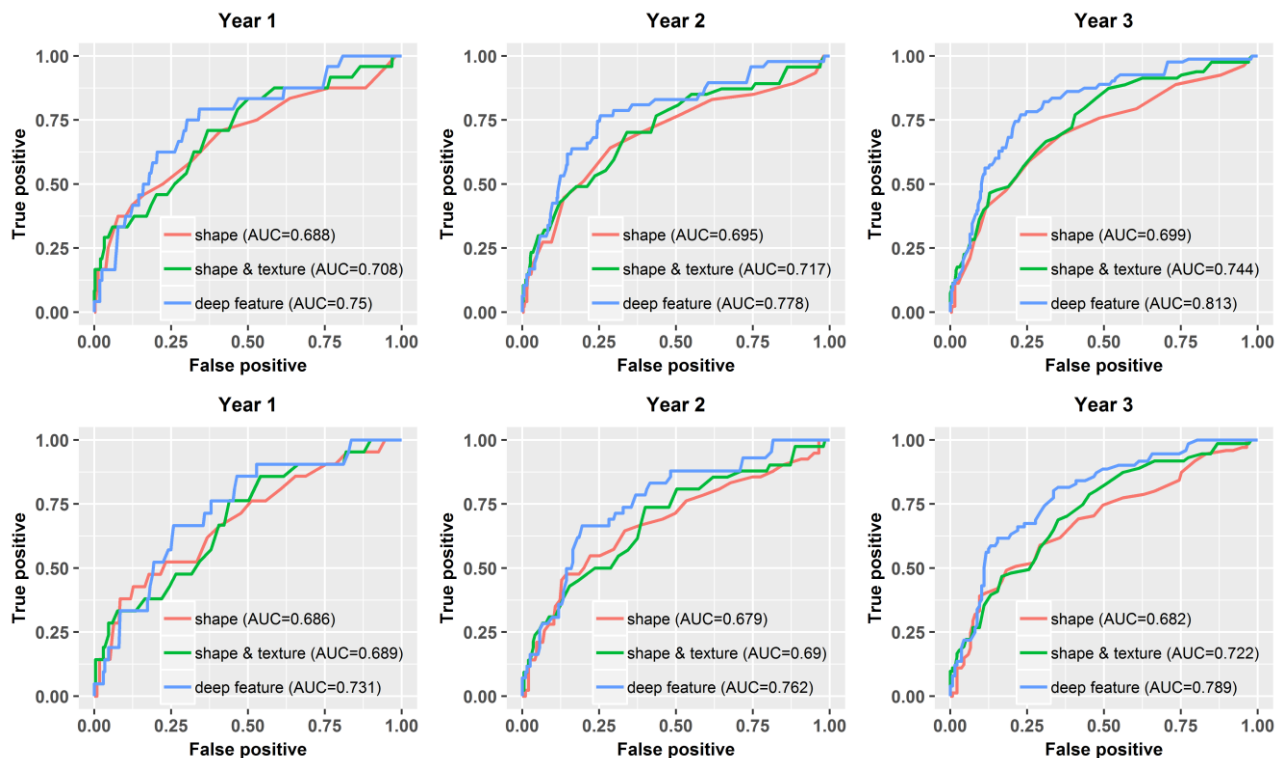 Year 1
1.00
0.75
0.50
0.25
0.00
True positive
shape (AUC=0.688)
shape & texture (AUC=0.708)
deep feature (AUC=0.75)
0.00 0.25 0.50 0.75 1.00
False positive
Year 2
1.00
0.75
0.50
0.25
0.00
True positive
shape (AUC=0.695)
shape & texture (AUC=0.717)
deep feature (AUC=0.778)
0.00 0.25 0.50 0.75 1.00
False positive
Year 3
1.00
0.75
0.50
0.25
0.00
True positive
shape (AUC=0.699)
shape & texture (AUC=0.744)
deep feature (AUC=0.813)
0.00 0.25 0.50 0.75 1.00
False positive
Year 1
1.00
0.75
0.50
0.25
0.00
True positive
shape (AUC=0.686)
shape & texture (AUC=0.689)
deep feature (AUC=0.731)
0.00 0.25 0.50 0.75 1.00
False positive
Year 2
1.00
0.75
0.50
0.25
0.00
True positive
shape (AUC=0.679)
shape & texture (AUC=0.69)
deep feature (AUC=0.762)
0.00 0.25 0.50 0.75 1.00
False positive
Year 3
1.00
0.75
0.50
0.25
0.00
True positive
shape (AUC=0.682)
shape & texture (AUC=0.722)
deep feature (AUC=0.789)
0.00 0.25 0.50 0.75 1.00
False positive